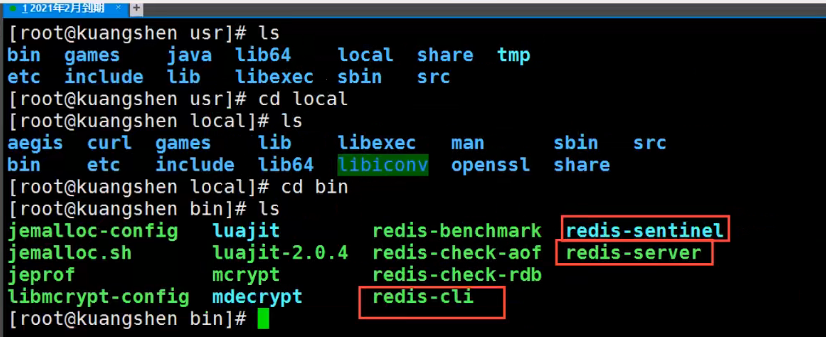 1 2021年2月到期 × +
[root@kuangshen usr]# ls
bin games java lib64 local share tmp
etc include lib libexec sbin src
[root@kuangshen usr]# cd local
[root@kuangshen local]# ls
aegis curl games lib libexec man sbin src
bin etc include lib64 libiconv openssl share
[root@kuangshen local]# cd bin
[root@kuangshen bin]# ls
jemalloc-config luajit redis-benchmark redis-sentinel
jemalloc.sh luajit-2.0.4 redis-check-aof redis-server
jeprof mcrypt redis-check-rdb
libmcrypt-config mdecrypt redis-cli
[root@kuangshen bin]#